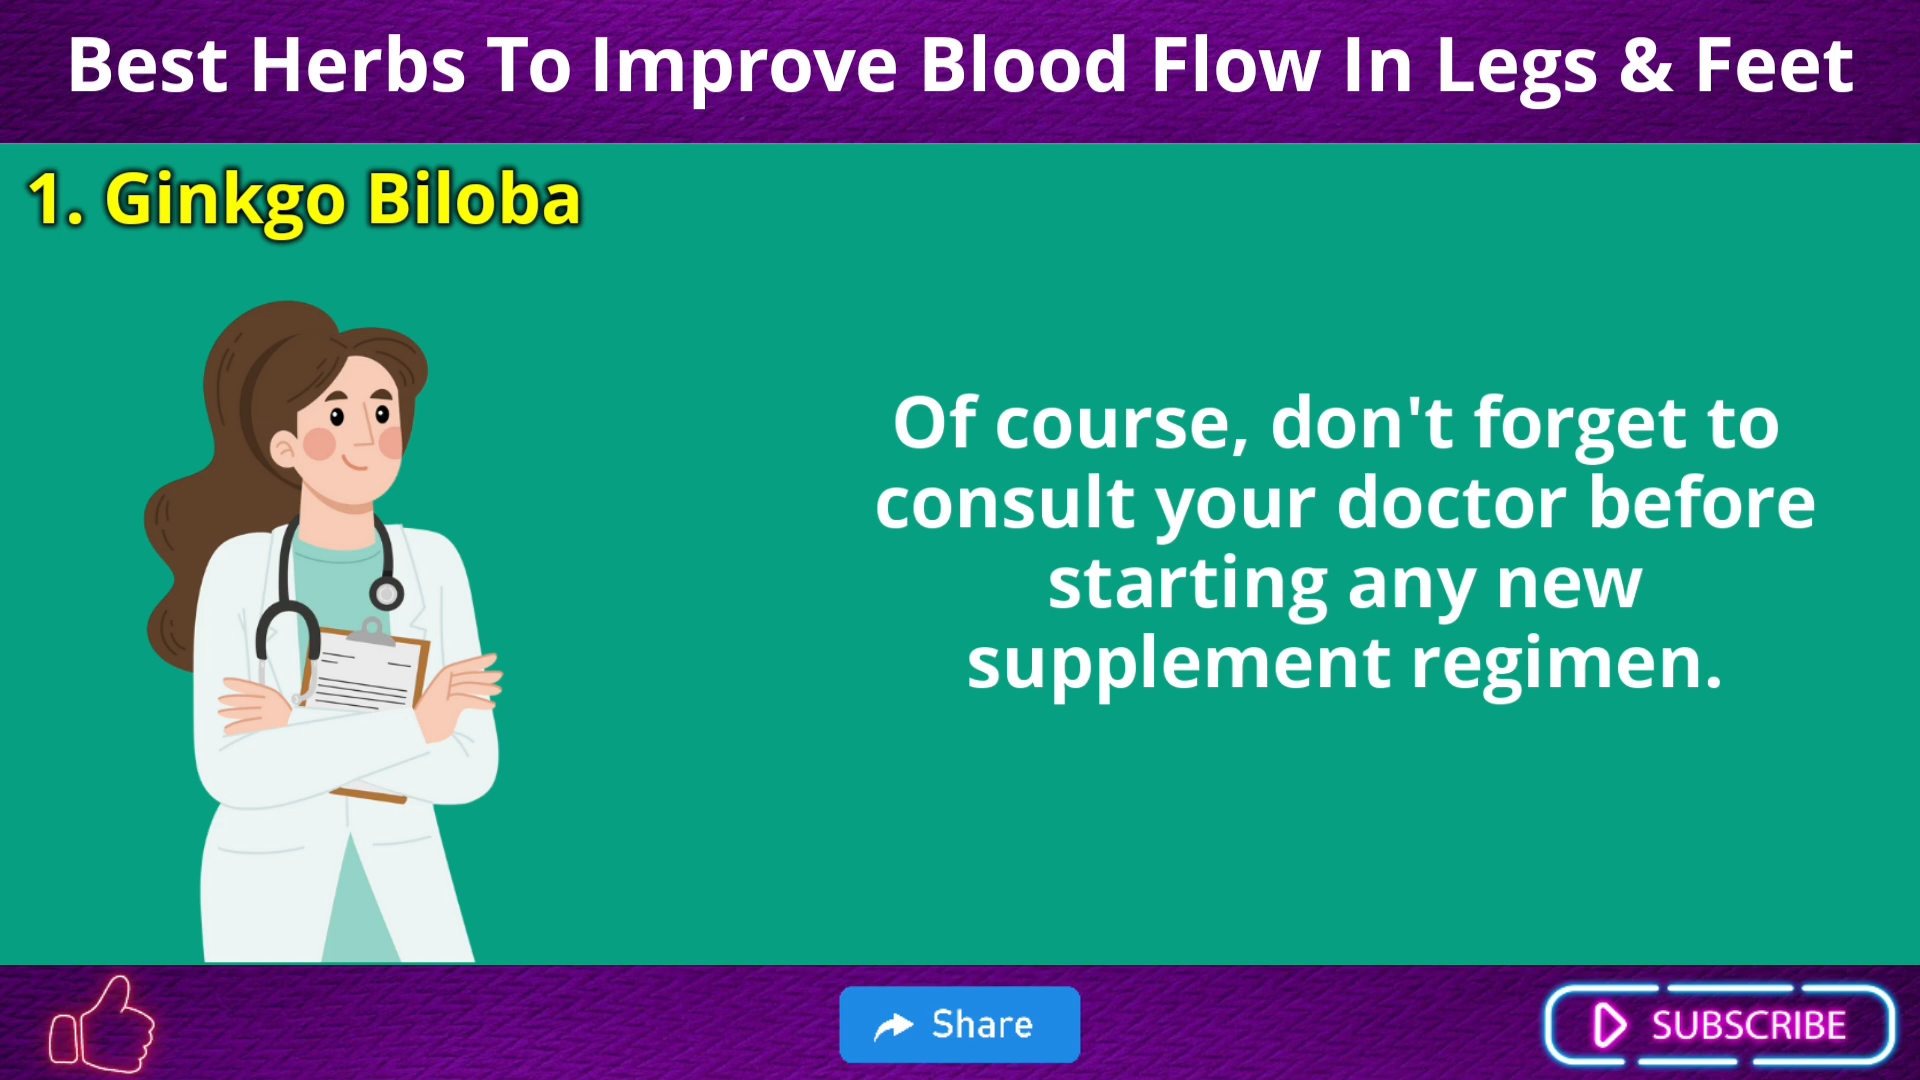 Best Herbs To Improve Blood Flow In Legs & Feet
1. Ginkgo Biloba
Of course, don't forget to
consult your doctor before
starting any new
supplement regimen.
Share
SUBSCRIBE